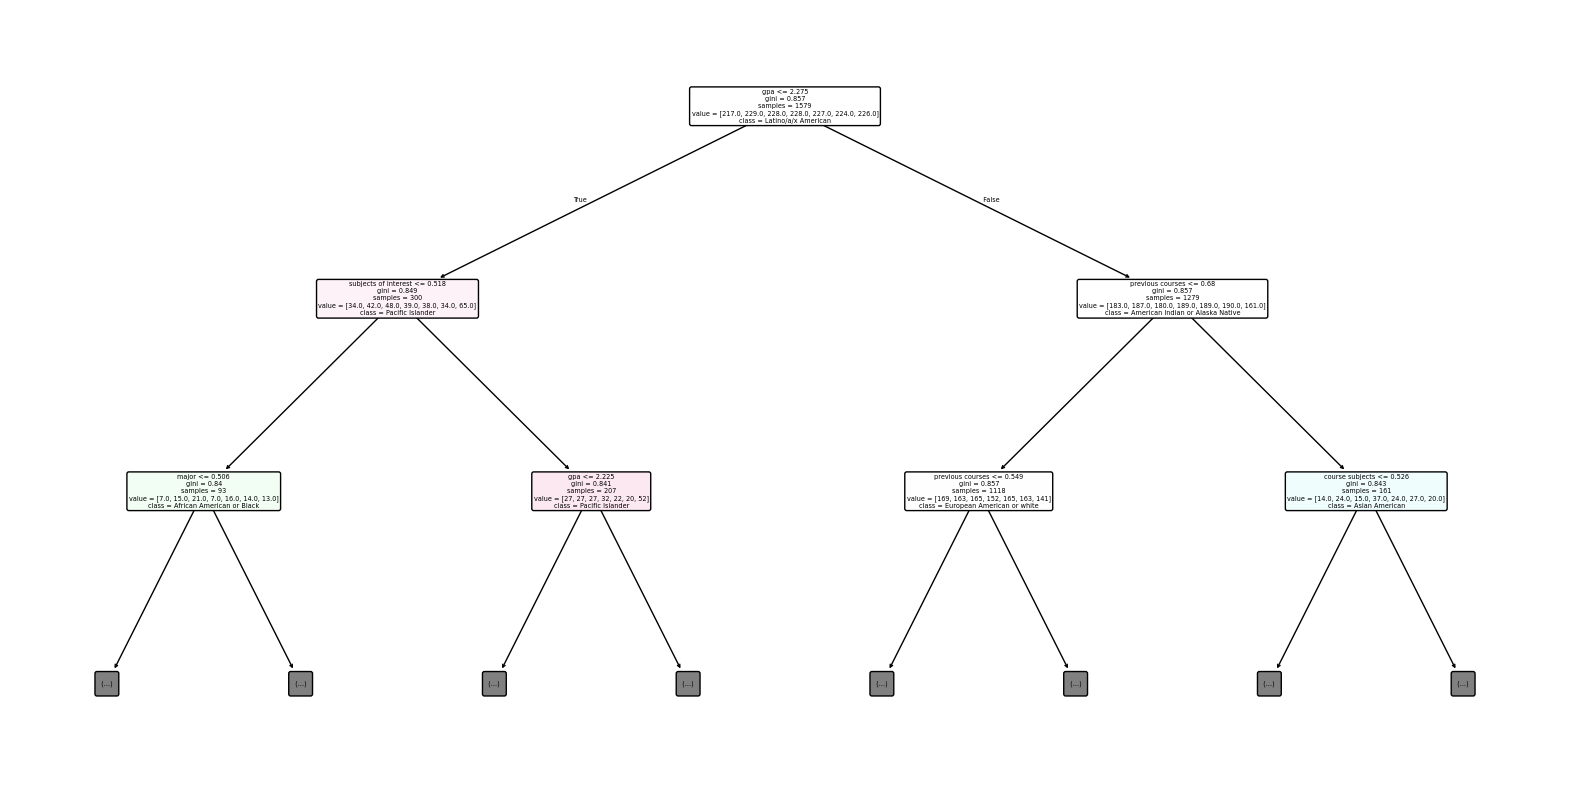 gpa <= 2.275
gini = 0.857
samples = 1579
value = [217.0, 229.0, 228.0, 228.0, 227.0, 224.0, 226.0]
class = Latino/a/x American
True
False
subjects of interest <= 0.518
gini = 0.849
samples = 300
value = [34.0, 42.0, 48.0, 39.0, 38.0, 34.0, 65.0]
class = Pacific Islander
previous courses <= 0.68
gini = 0.857
samples = 1279
value = [183.0, 187.0, 180.0, 189.0, 189.0, 190.0, 161.0]
class = American Indian or Alaska Native
major <= 0.506
gini = 0.84
samples = 93
value = [7.0, 15.0, 21.0, 7.0, 16.0, 14.0, 13.0]
class = African American or Black
gpa <= 2.225
gini = 0.841
samples = 207
value = [27, 27, 27, 32, 22, 20, 52]
class = Pacific Islander
previous courses <= 0.549
gini = 0.857
samples = 1118
value = [169, 163, 165, 152, 165, 163, 141]
class = European American or white
course subjects <= 0.526
gini = 0.843
samples = 161
value = [14.0, 24.0, 15.0, 37.0, 24.0, 27.0, 20.0]
class = Asian American
(...)
(...)
(...)
(...)
(...)
(...)
(...)
(...)